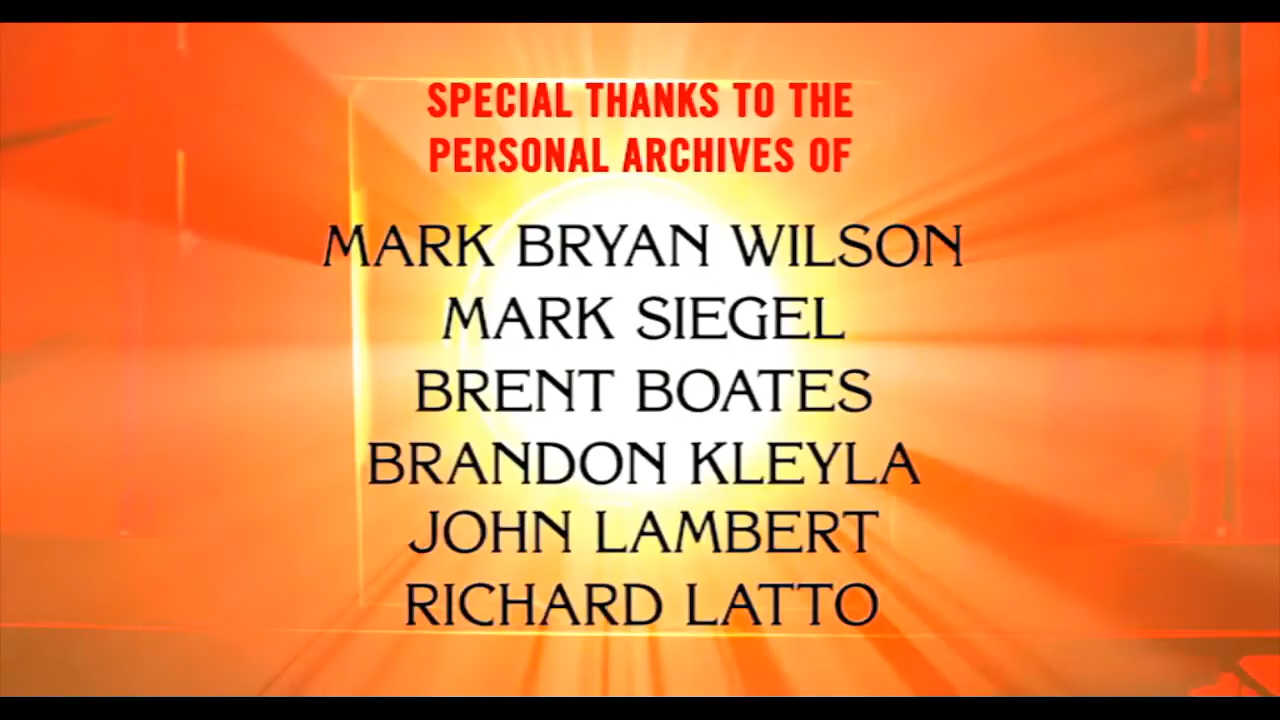 SPECIAL THANKS TO THE
PERSONAL ARCHIVES OF
MARK BRYAN WILSON
MARK SIEGEL
BRENT BOATES
BRANDON KLEYLA
JOHN LAMBERT
RICHARD LATTO